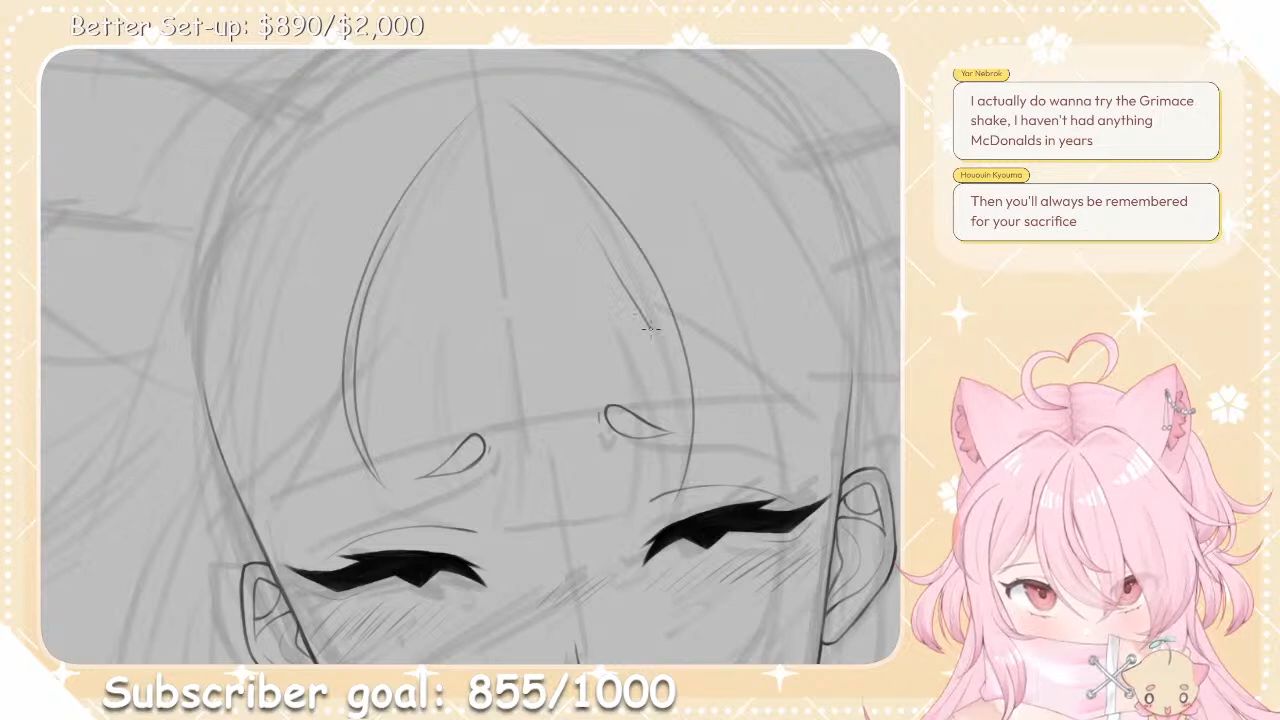 Better Set-up: $890/$2,000
Yar Nebrok
I actually do wanna try the Grimace
shake, I haven't had anything
McDonalds in years
Hououin Kyouma
Then you'll always be remembered
for your sacrifice
Subscriber goal: 855/1000